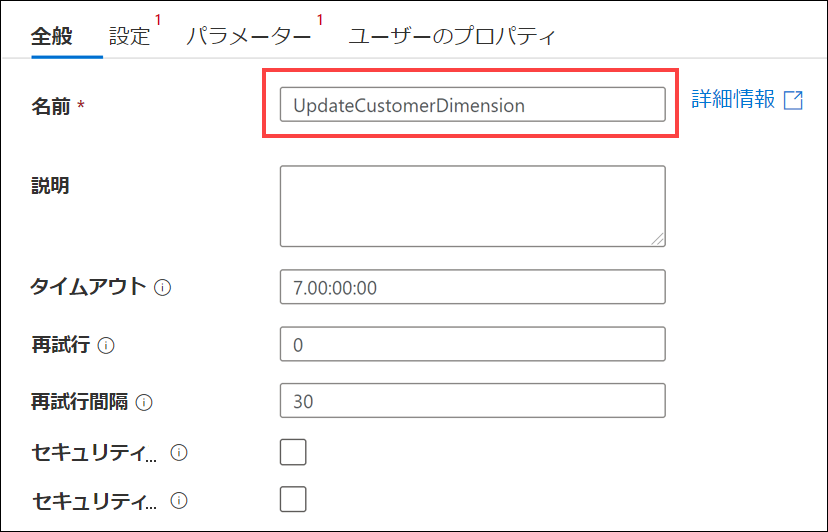 全般 設定 1 パラメーター 1 ユーザーのプロパティ
名前 * UpdateCustomerDimension 詳細情報
説明
タイムアウト 7.00:00:00
再試行 0
再試行間隔 30
セキュリティ...
セキュリティ...